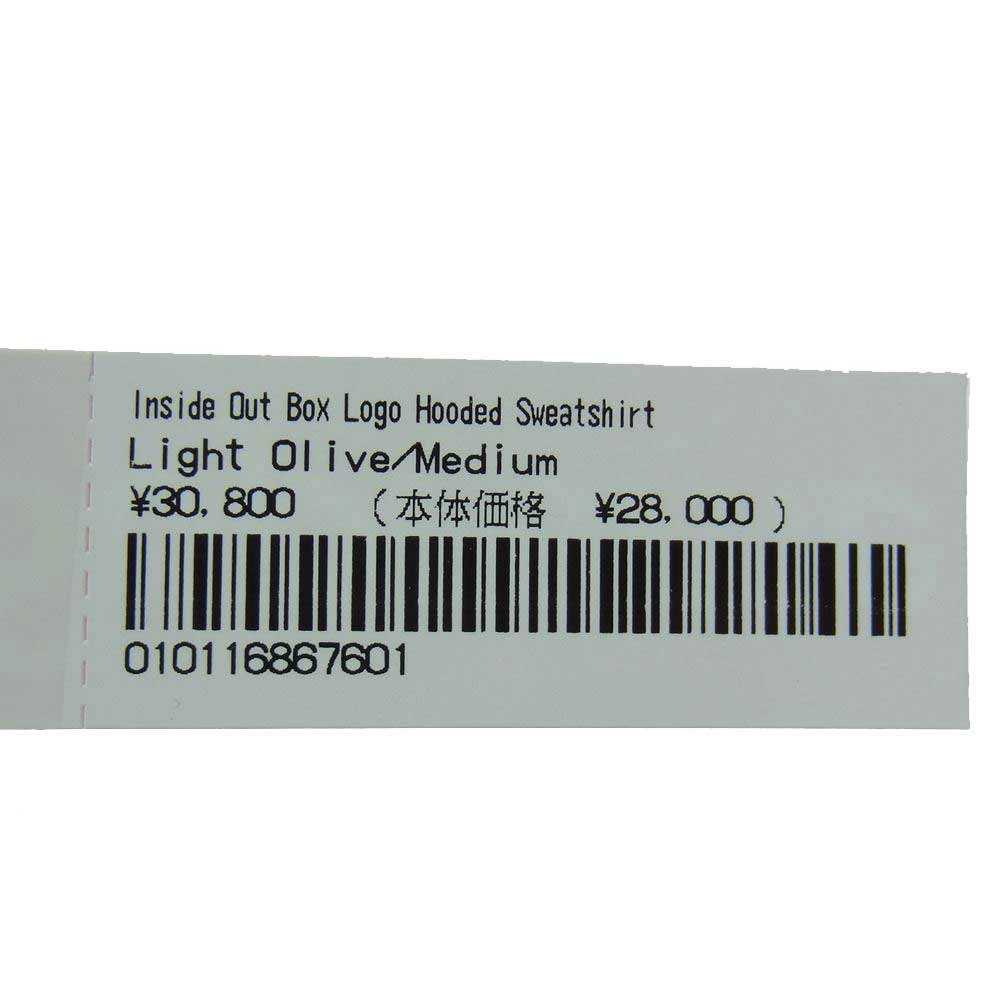 Inside Out Box Logo Hooded Sweatshirt
Light Olive/Medium
¥30,800 (本体価格 ¥28,000)
010116867601